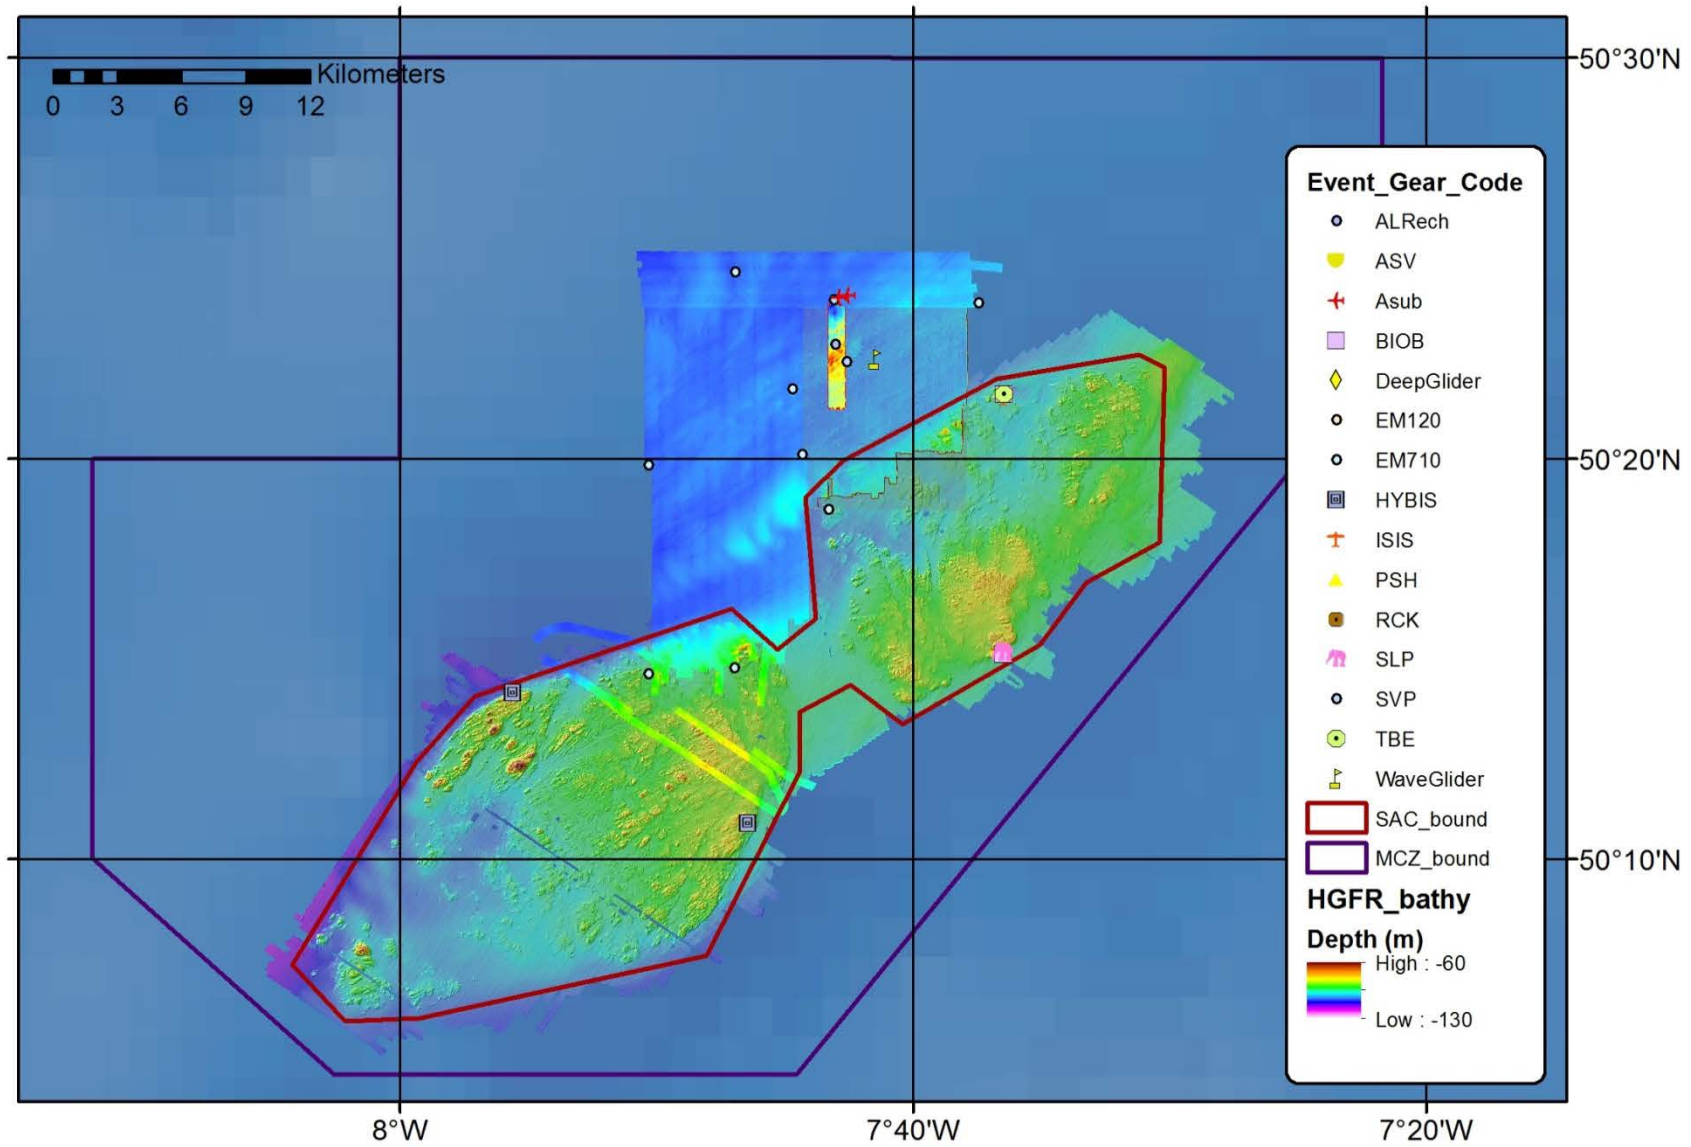 Kilometers
0 3 6 9 12
50°30'N
50°20'N
50°10'N
8°W 7°40'W 7°20'W
Event_Gear_Code
ALRech
ASV
Asub
BIOB
DeepGlider
EM120
EM710
HYBIS
ISIS
PSH
RCK
SLP
SVP
TBE
WaveGlider
SAC_bound
MCZ_bound
HGFR_bathy
Depth (m)
High : -60
Low : -130